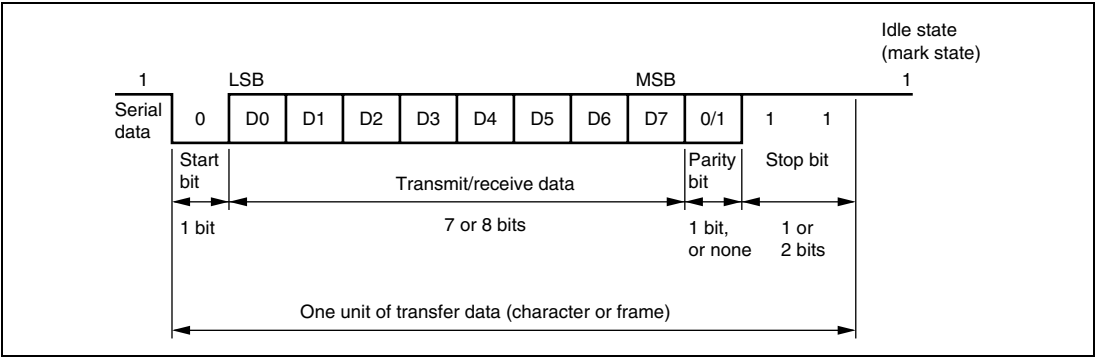 Idle state
(mark state)
1 LSB MSB 1
Serial
data
0 D0 D1 D2 D3 D4 D5 D6 D7 0/1 1 1
Start
bit
Transmit/receive data
Parity
bit
Stop bit
1 bit
7 or 8 bits
1 bit,
or none
1 or
2 bits
One unit of transfer data (character or frame)